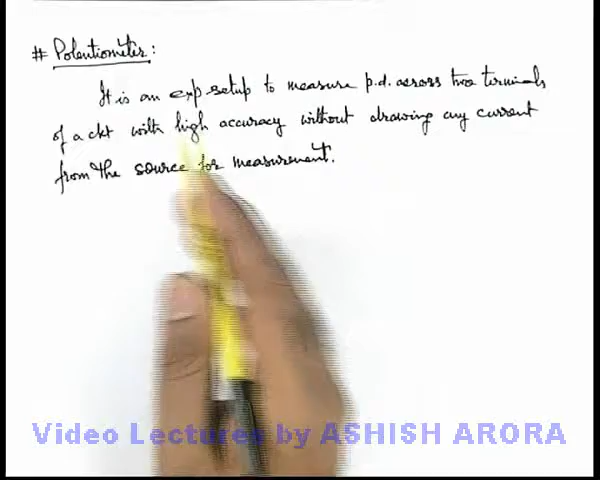 # Potentiometer:
It is an exp setup to measure p.d. across two terminals
of a ckt with high accuracy without drawing any current
from the source for measurement.
Video Lectures by ASHISH ARORA